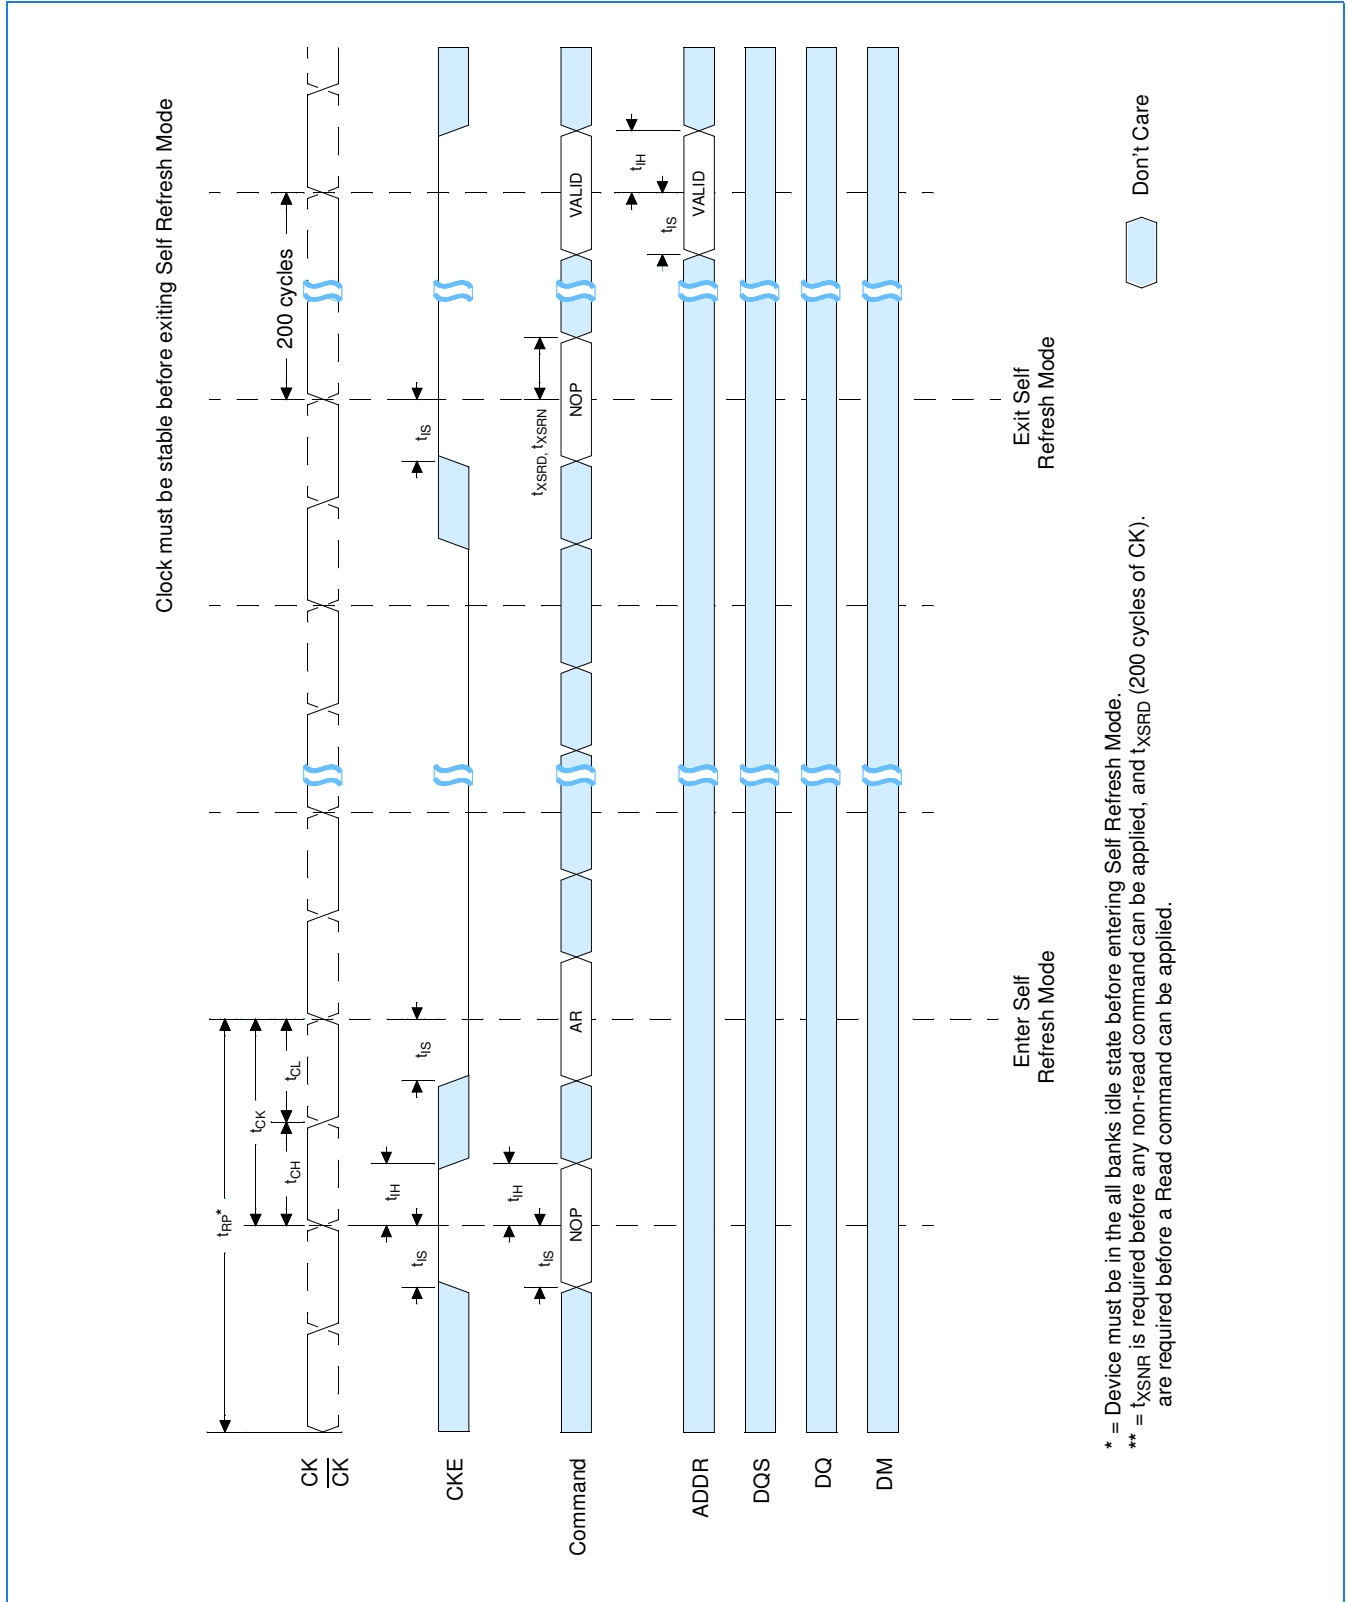 Clock must be stable before exiting Self Refresh Mode
tRP*
tCK
tCH
tCL
200 cycles
CK
CK
tIS
tIH
tIS
tIS
CKE
tIS
tIH
tXSRD, tXSRN
Command
NOP
AR
NOP
VALID
tIS
tIH
ADDR
VALID
DQS
DQ
DM
Enter Self
Refresh Mode
Exit Self
Refresh Mode
* = Device must be in the all banks idle state before entering Self Refresh Mode.
** = tXSNR is required before any non-read command can be applied, and tXSRD (200 cycles of CK).
are required before a Read command can be applied.
Don't Care